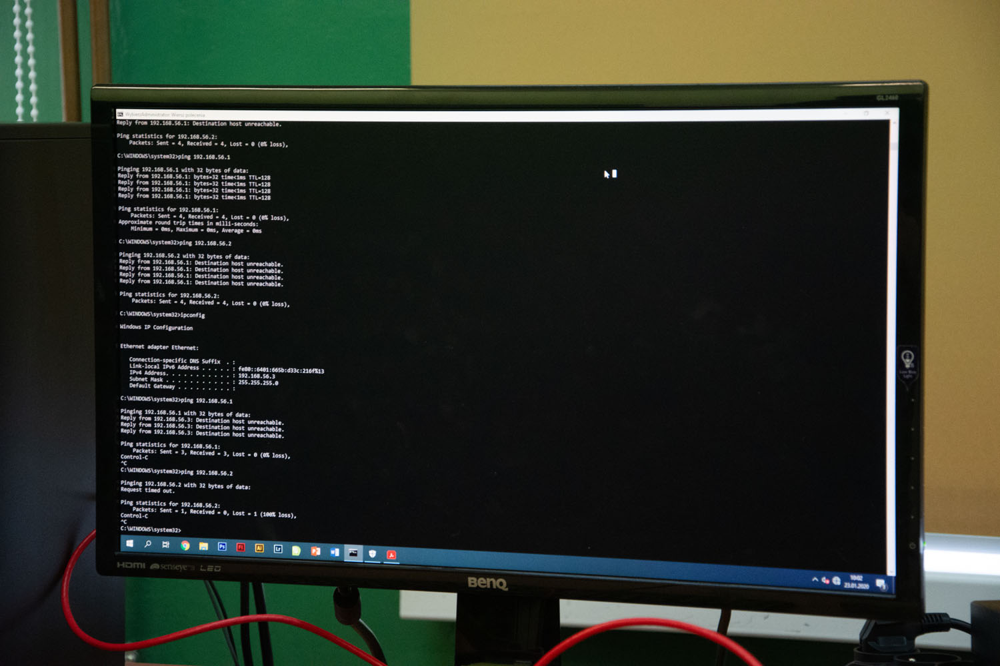 GL2460
WybierzAdministrator: Wiersz polecenia
Reply from 192.168.56.1: Destination host unreachable.
Ping statistics for 192.168.56.2:
Packets: Sent = 4, Received = 4, Lost = 0 (0% loss),
C:\WINDOWS\system32>ping 192.168.56.1
Pinging 192.168.56.1 with 32 bytes of data:
Reply from 192.168.56.1: bytes=32 time<1ms TTL=128
Reply from 192.168.56.1: bytes=32 time<1ms TTL=128
Reply from 192.168.56.1: bytes=32 time<1ms TTL=128
Reply from 192.168.56.1: bytes=32 time<1ms TTL=128
Ping statistics for 192.168.56.1:
Packets: Sent = 4, Received = 4, Lost = 0 (0% loss),
Approximate round trip times in milli-seconds:
Minimum = 0ms, Maximum = 0ms, Average = 0ms
C:\WINDOWS\system32>ping 192.168.56.2
Pinging 192.168.56.2 with 32 bytes of data:
Reply from 192.168.56.1: Destination host unreachable.
Reply from 192.168.56.1: Destination host unreachable.
Reply from 192.168.56.1: Destination host unreachable.
Reply from 192.168.56.1: Destination host unreachable.
Ping statistics for 192.168.56.2:
Packets: Sent = 4, Received = 4, Lost = 0 (0% loss),
C:\WINDOWS\system32>ipconfig
Windows IP Configuration
Ethernet adapter Ethernet:
Connection-specific DNS Suffix . :
Link-local IPv6 Address . . . . . : fe80::6401:665b:d33c:216f%13
IPv4 Address. . . . . . . . . . . : 192.168.56.3
Subnet Mask . . . . . . . . . . . : 255.255.255.0
Default Gateway . . . . . . . . . :
C:\WINDOWS\system32>ping 192.168.56.1
Pinging 192.168.56.1 with 32 bytes of data:
Reply from 192.168.56.3: Destination host unreachable.
Reply from 192.168.56.3: Destination host unreachable.
Reply from 192.168.56.3: Destination host unreachable.
Ping statistics for 192.168.56.1:
Packets: Sent = 3, Received = 3, Lost = 0 (0% loss),
Control-C
^C
C:\WINDOWS\system32>ping 192.168.56.2
Pinging 192.168.56.2 with 32 bytes of data:
Request timed out.
Ping statistics for 192.168.56.2:
Packets: Sent = 1, Received = 0, Lost = 1 (100% loss),
Control-C
^C
C:\WINDOWS\system32>
Ps Fl Ai Lr
10:02
23.01.2020
Low Blue
Light
HDMI senseye 3 LED
BenQ